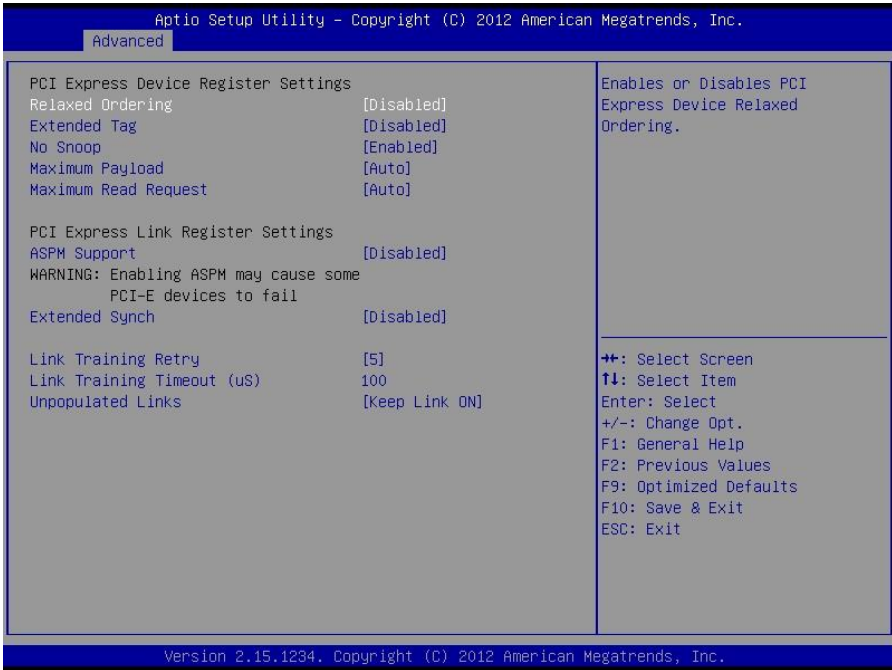 Aptio Setup Utility – Copyright (C) 2012 American Megatrends, Inc.
Advanced
PCI Express Device Register Settings
Relaxed Ordering [Disabled]
Extended Tag [Disabled]
No Snoop [Enabled]
Maximum Payload [Auto]
Maximum Read Request [Auto]
PCI Express Link Register Settings
ASPM Support [Disabled]
WARNING: Enabling ASPM may cause some
PCI-E devices to fail
Extended Synch [Disabled]
Link Training Retry [5]
Link Training Timeout (uS) 100
Unpopulated Links [Keep Link ON]
Enables or Disables PCI
Express Device Relaxed
Ordering.
→←: Select Screen
↑↓: Select Item
Enter: Select
+/-: Change Opt.
F1: General Help
F2: Previous Values
F9: Optimized Defaults
F10: Save & Exit
ESC: Exit
Version 2.15.1234. Copyright (C) 2012 American Megatrends, Inc.